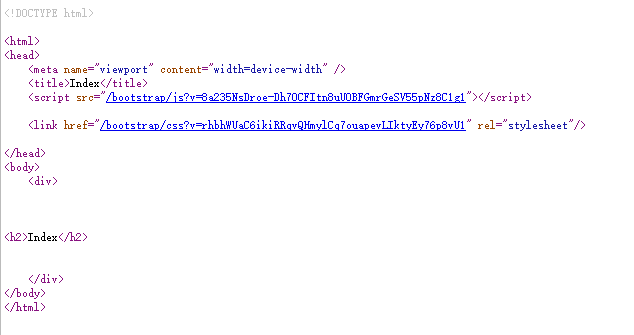 <!DOCTYPE html>
<html>
<head>
<meta name="viewport" content="width=device-width" />
<title>Index</title>
<script src="/bootstrap/js?v=8a235NsDroe-Dh7OCFItn8uUOBFGmrGeSV55pNz8C1g1"></script>
<link href="/bootstrap/css?v=rhbhWUaC6ikiRRqvQHmylCq7ouapevLIktyEy76p8vU1" rel="stylesheet"/>
</head>
<body>
<div>
<h2>Index</h2>
</div>
</body>
</html>